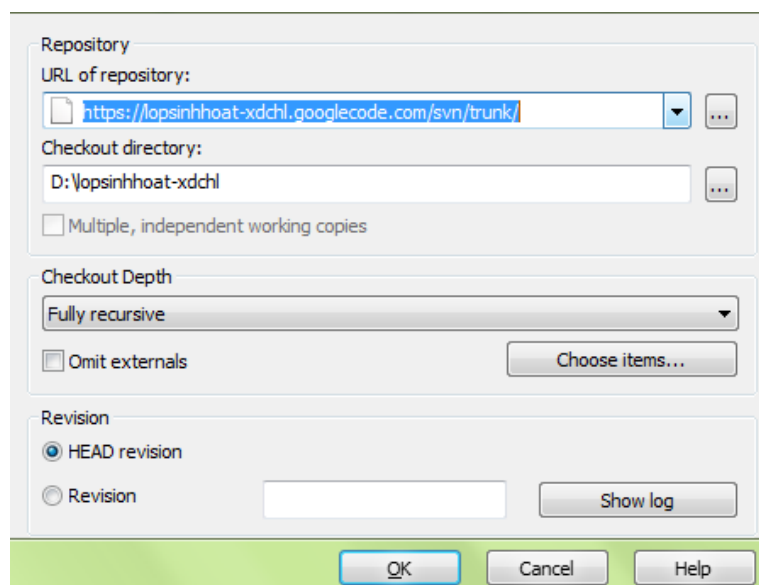 Repository
URL of repository:
https://lopsinhhoat-xdchl.googlecode.com/svn/trunk/
...
Checkout directory:
D:\lopsinhhoat-xdchl
...
Multiple, independent working copies
Checkout Depth
Fully recursive
Omit externals
Choose items...
Revision
HEAD revision
Revision
Show log
OK
Cancel
Help